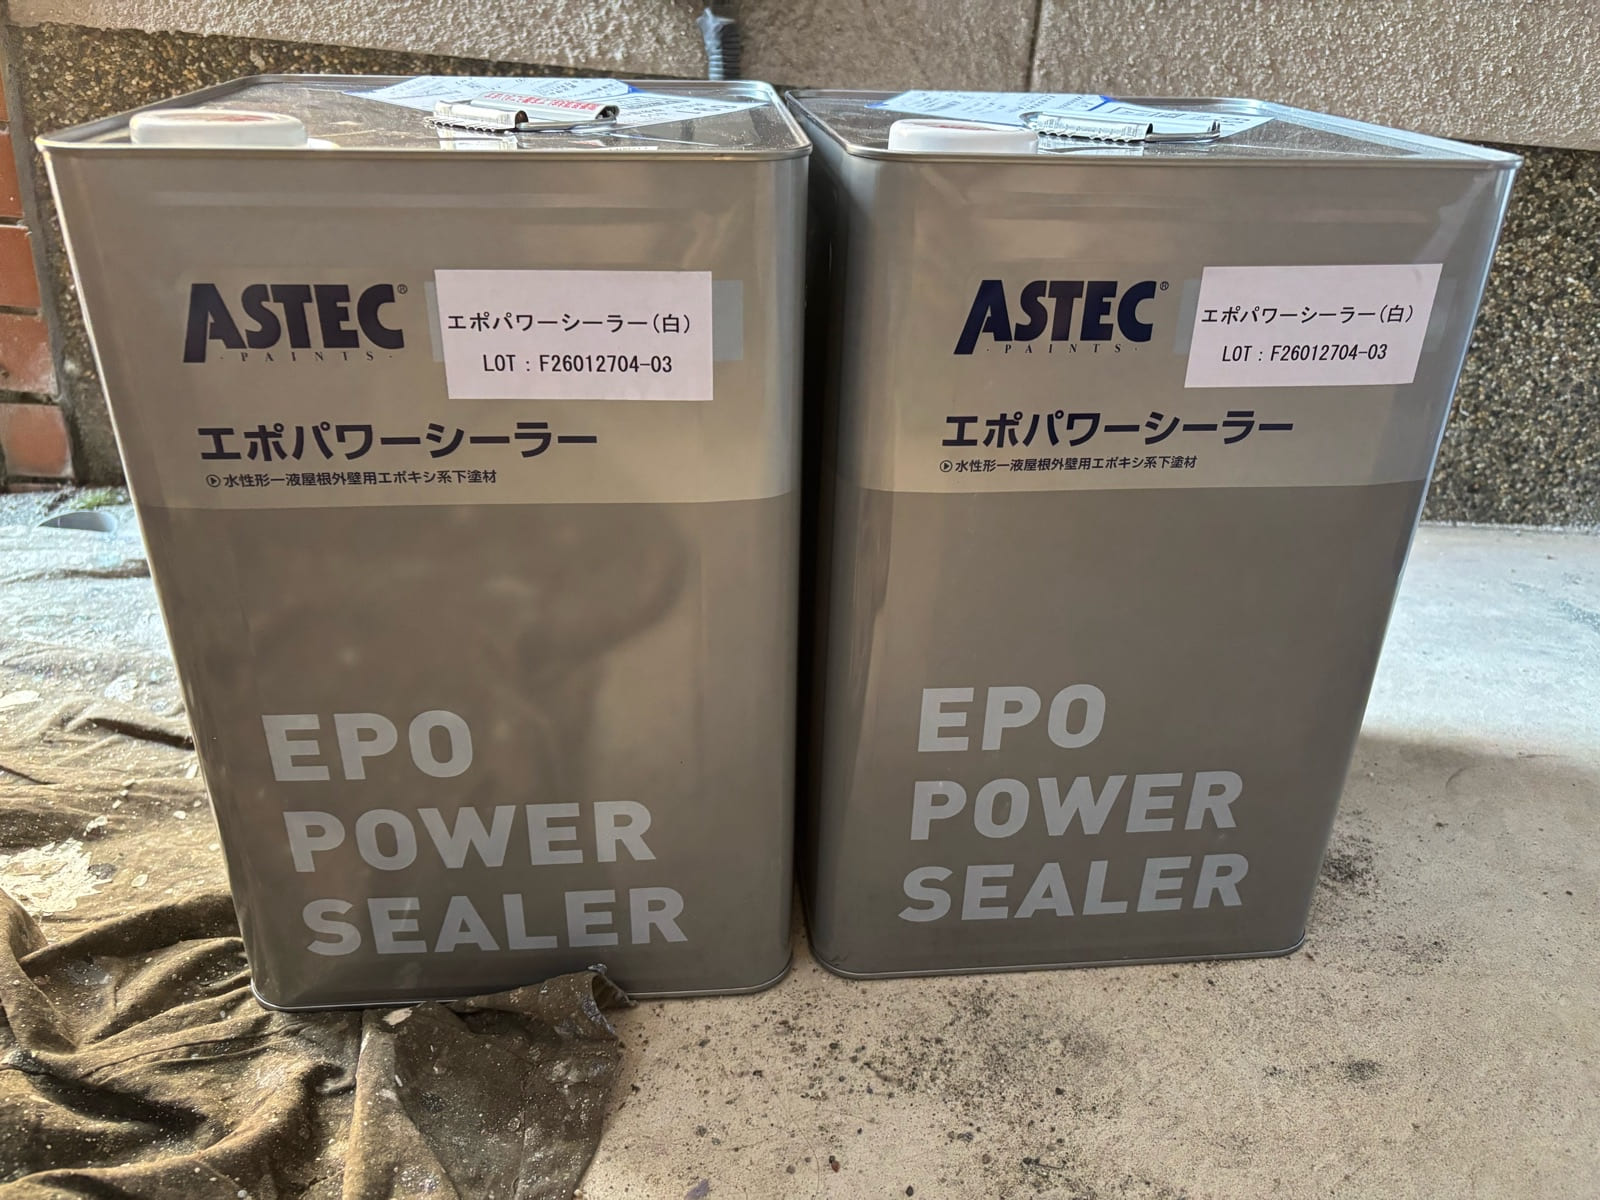 ASTEC®
PAINTS
エポパワーシーラー(白)
LOT : F26012704-03
エポパワーシーラー
水性形一液屋根外壁用エポキシ系下塗材
EPO
POWER
SEALER
ASTEC®
PAINTS
エポパワーシーラー(白)
LOT : F26012704-03
エポパワーシーラー
水性形一液屋根外壁用エポキシ系下塗材
EPO
POWER
SEALER